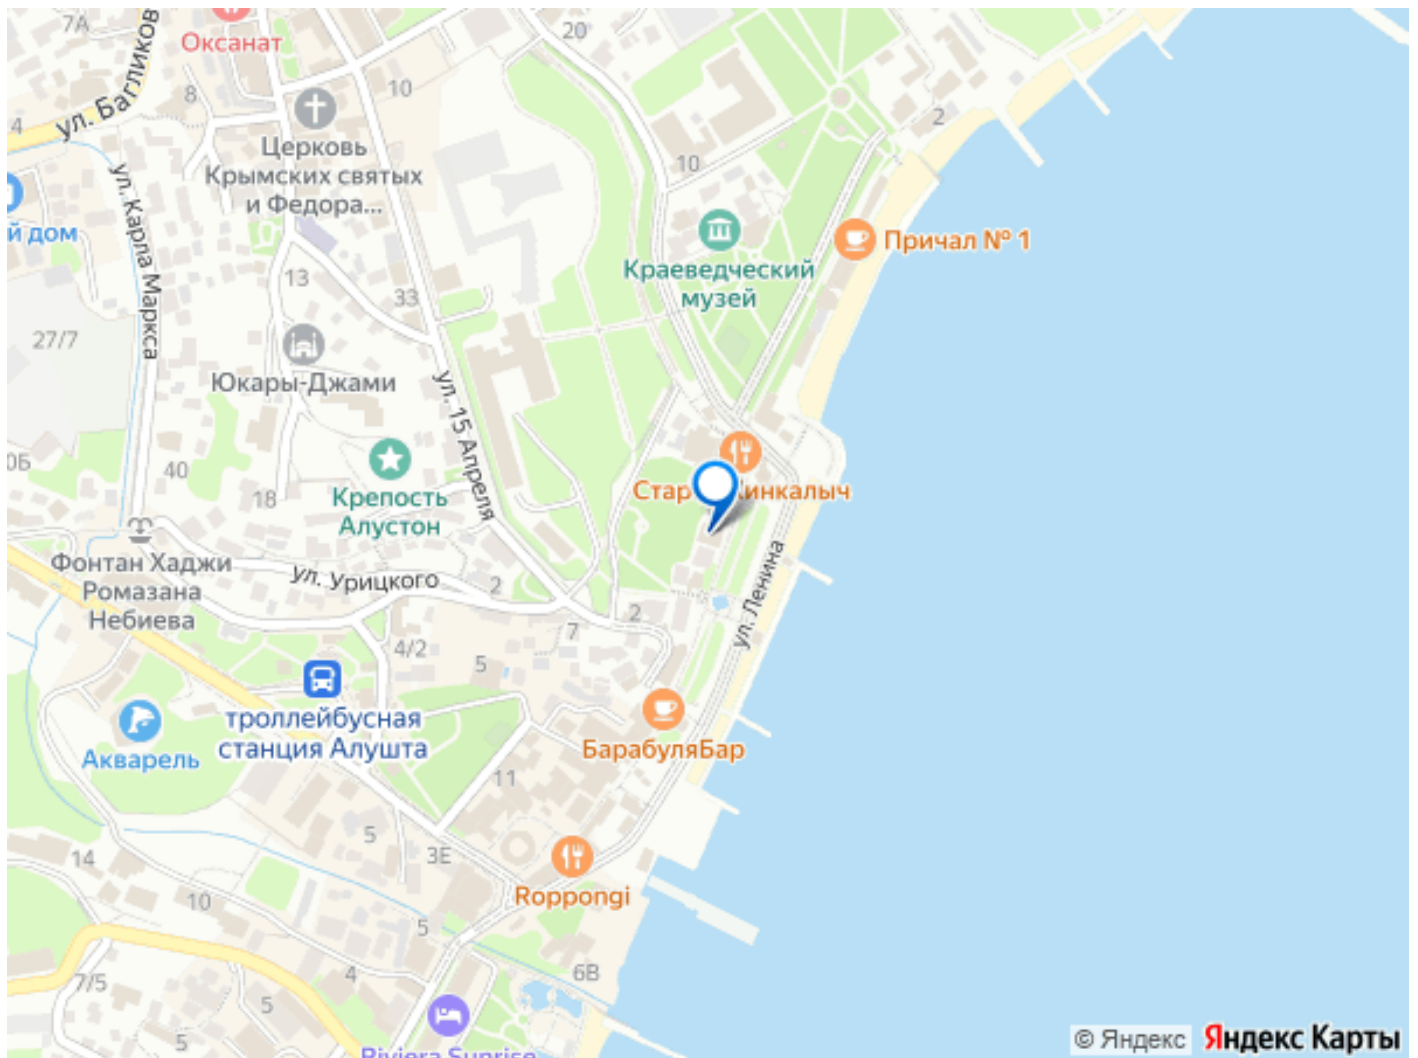 7А
Оксанат
20
ул. Багликов
8
10
4
2
Церковь
Крымских святых
и Федора...
10
ул. Карла Маркса
й дом
Причал № 1
Краеведческий
музей
13
33
27/7
Юкары-Джами
ул. 15 Апреля
40
18
Крепость
Алустон
Фонтан Хаджи
Ромазана
Небиева
ул. Урицкого
2
2
7
ул. Ленина
4/2
5
троллейбусная
станция Алушта
Акварель
БарабуляБар
11
5
3Е
14
Roppongi
10
5
4
6В
7/5
5
5
Riviera Sunrise
© Яндекс Яндекс Карты